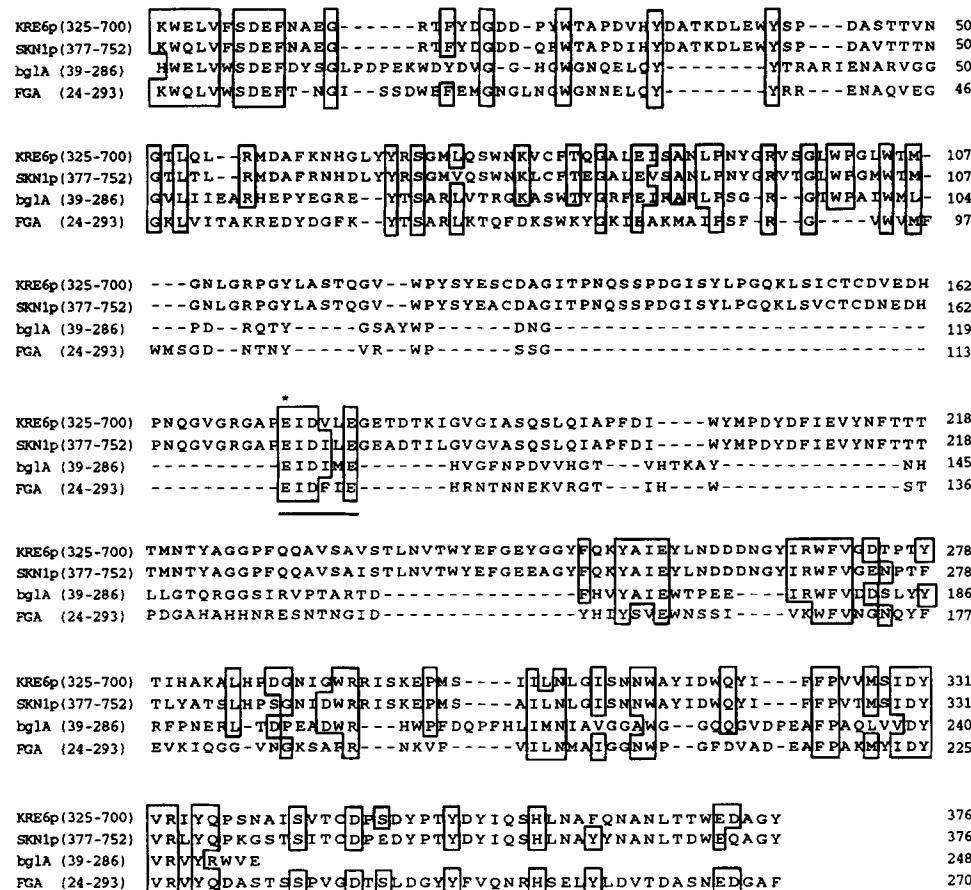 KRE6p(325-700) KWELVFSDEFNAEG------RTFYDGDD-PYWTAPDVHYDATKDLEWYSP---DASTTVN 50
SKN1p(377-752) KWQLVFSDEFNAEG------RTFYDGDD-QFWTAPDIHYDATKDLEWYSP---DAVTTTN 50
bglA (39-286) HWELVWSDEFDYSGLPDPEKWDYDVG-G-HGWGNQELQY--------YTRARIENARVGG 50
FGA (24-293) KWQLVWSDEFT-NGI--SSDWEFEMGNGLNGWGNNELQY--------YRR---ENAQVEG 46
KRE6p(325-700) GTLQL--RMDAFKNHGLYYRSGMLQSWNKVCFTQGALEISANLPNYGRVSGLWPGLWTM- 107
SKN1p(377-752) GTLTL--RMDAFRNHDLYYRSGMVQSWNKLCFTEGALEVSANLPNYGRVTGLWPGMWTM- 107
bglA (39-286) GVLIIEARHEPYEGRE--YTSARLVTRGKASWTYGRFEIRARLPSG-R--GTWPAIWML- 104
FGA (24-293) GKLVITAKREDYDGFK--YTSARLKTQFDKSWKYGKIEAKMAIPSF-R--G---VWVMF 97
KRE6p(325-700) ---GNLGRPGYLASTQGV--WPYSYESCDAGITPNQSSPDGISYLPGQKLSICTCDVEDH 162
SKN1p(377-752) ---GNLGRPGYLASTQGV--WPYSYEACDAGITPNQSSPDGISYLPGQKLSVCTCDNEDH 162
bglA (39-286) ---PD--RQTY-----GSAYWP----DNG------------------------------- 119
FGA (24-293) WMSGD--NTNY-----VR--WP----SSG------------------------------- 113
*
KRE6p(325-700) PNQGVGRGAPEIDVLEGETDTKIGVGIASQSLQIAPFDI----WYMPDYDFIEVYNFTTT 218
SKN1p(377-752) PNQGVGRGAPEIDILEGEADTILGVGVASQSLQIAPFDI----WYMPDYDFIEVYNFTTT 218
bglA (39-286) ----------EIDIME-------HVGFNPDVVHGT---VHTKAY-------------NH 145
FGA (24-293) ----------EIDFIE-------HRNTNNEKVRGT---IH--W--------------ST 136
KRE6p(325-700) TMNTYAGGPFQQAVSAVSTLNVTWYEFGEYGGYFQKYAIEYLNDDDNGYIRWFVGDTPTY 278
SKN1p(377-752) TMNTYAGGPFQQAVSAISTLNVTWYEFGEEAGYFQKYAIEYLNDDDNGYIRWFVGENPTF 278
bglA (39-286) LLGTQRGGSIRVPTARTD---------------FHVYAIEWTPEE----IRWFVDDSLYY 186
FGA (24-293) PDGAHAHHNRESNTNGID---------------YHIYSVEWNSSI----VKWFVNGNQYF 177
KRE6p(325-700) TIHAKALHPDGNIGWRRISKEPMS-----IILNLGISNNWAYIDWQYI---FFPVVMSIDY 331
SKN1p(377-752) TLYATSLHPSGNIDWRRISKEPMS-----AILNLGISNNWAYIDWQYI---FFPVTMSIDY 331
bglA (39-286) RFPNERL-TDPEADWR---HWPFDQPFHLIMNIAVGGAWG--GQQGVDPEAFPAQLVVDY 240
FGA (24-293) EVKIQGG-VNGKSAFR---NKVF-----VILNMAIGGNWP--GFDVAD-EAFPAKMYIDY 225
KRE6p(325-700) VRIYQPSNAISVTCDPSDYPTYDYIQSHLNAFQNANLTTWEDAGY 376
SKN1p(377-752) VRLYQPKGSTSITCDPEDYPTYDYIQSHLNAYYNANLTDWEQAGY 376
bglA (39-286) VRVYRWVE 248
FGA (24-293) VRVYQDASTSSPVGDTSLDGYYFVQNRHSELYLDVTDASNEDGAF 270